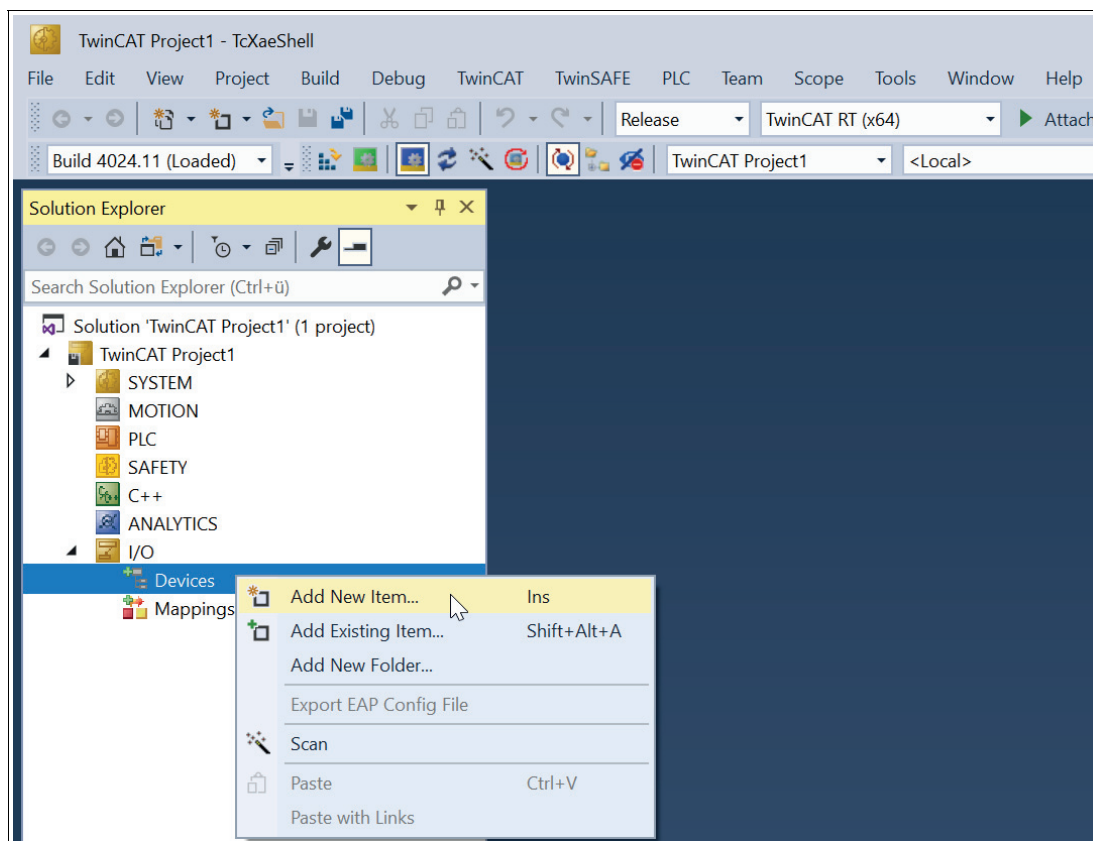 TwinCAT Project1 - TcXaeShell
File Edit View Project Build Debug TwinCAT TwinSAFE PLC Team Scope Tools Window Help
Release TwinCAT RT (x64) Attach
Build 4024.11 (Loaded) TwinCAT Project1 <Local>
Solution Explorer
Search Solution Explorer (Ctrl+ü)
Solution 'TwinCAT Project1' (1 project)
TwinCAT Project1
SYSTEM
MOTION
PLC
SAFETY
C++
ANALYTICS
I/O
Devices
Mappings
Add New Item... Ins
Add Existing Item... Shift+Alt+A
Add New Folder...
Export EAP Config File
Scan
Paste Ctrl+V
Paste with Links